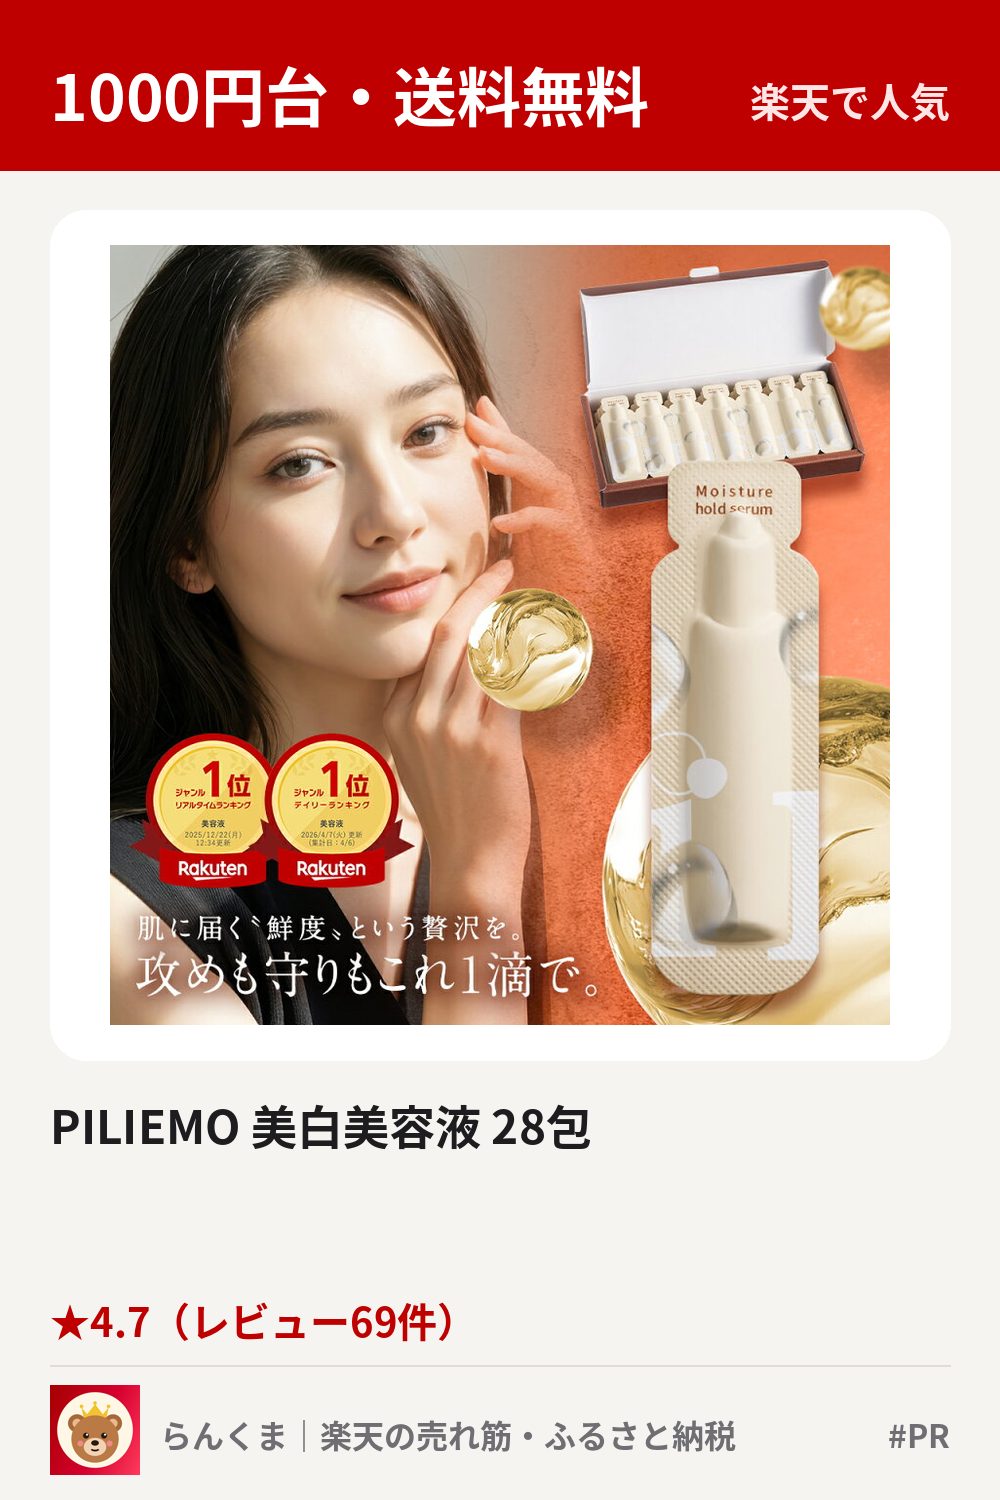 1000円台・送料無料
楽天で人気
Moisture
hold serum
ジャンル1位
リアルタイムランキング
美容液
2025/12/22(月)
12:34更新
Rakuten
ジャンル1位
デイリーランキング
美容液
2026/4/7(火)更新
(集計日：4/6)
Rakuten
肌に届く〝鮮度〟という贅沢を。
攻めも守りもこれ1滴で。
PILIEMO 美白美容液 28包
★4.7（レビュー69件）
らんくま｜楽天の売れ筋・ふるさと納税
#PR